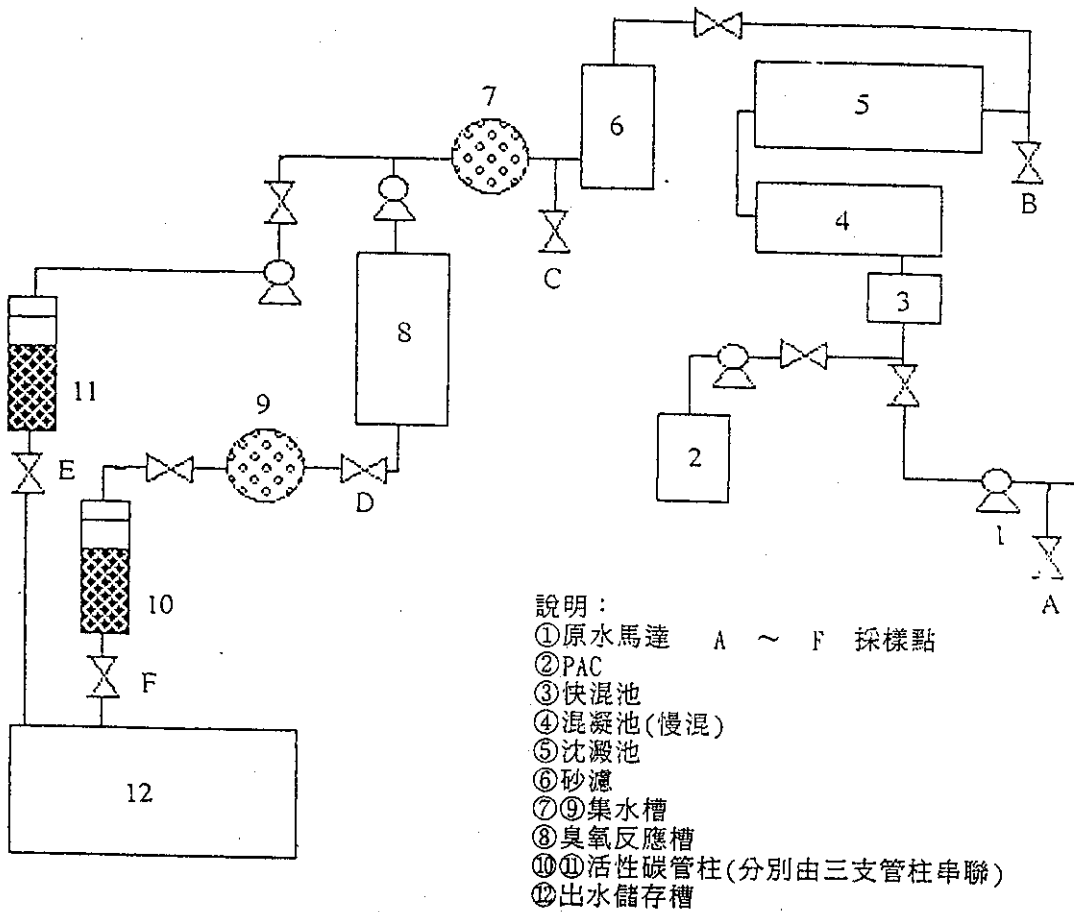 7
6
5
B
4
C
3
8
11
9
2
E
D
1
A
10
F
12
說明：
①原水馬達 A ～ F 採樣點
②PAC
③快混池
④混凝池(慢混)
⑤沈澱池
⑥砂濾
⑦⑨集水槽
⑧臭氧反應槽
⑩⑪活性碳管柱(分別由三支管柱串聯)
⑫出水儲存槽